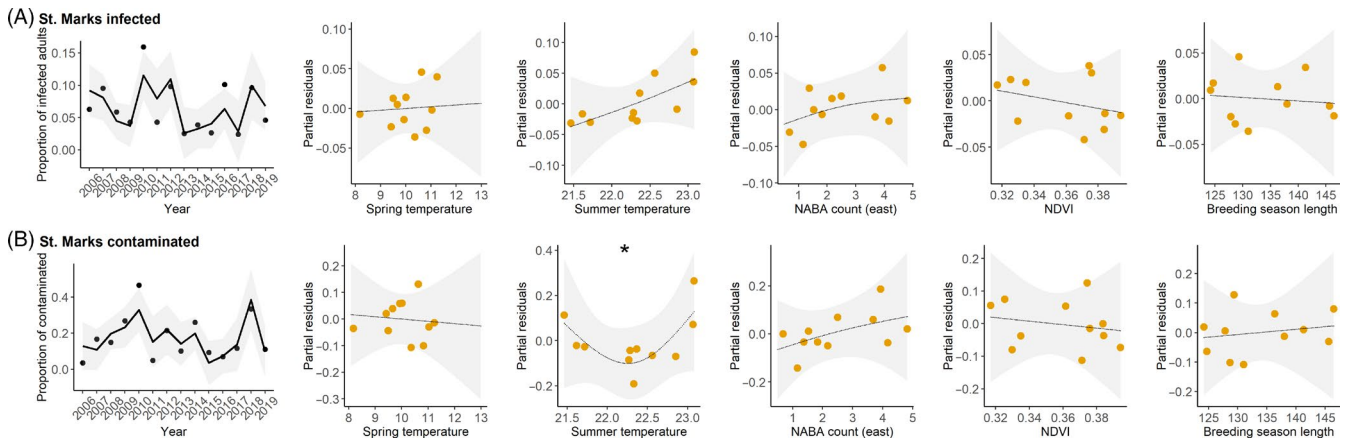 (A) St. Marks infected
Proportion of infected adults
0.15
0.10
0.05
0.00
2006 2007 2008 2009 2010 2011 2012 2013 2014 2015 2016 2017 2018 2019
Year
Partial residuals
0.10
0.05
0.00
−0.05
8 9 10 11 12 13
Spring temperature
Partial residuals
0.10
0.05
0.00
−0.05
−0.10
21.5 22.0 22.5 23.0
Summer temperature
Partial residuals
0.10
0.05
0.00
−0.05
−0.10
1 2 3 4 5
NABA count (east)
Partial residuals
0.05
0.00
−0.05
0.32 0.34 0.36 0.38
NDVI
Partial residuals
0.05
0.00
−0.05
125 130 135 140 145
Breeding season length
(B) St. Marks contaminated
Proportion of contaminated
0.4
0.2
0.0
2006 2007 2008 2009 2010 2011 2012 2013 2014 2015 2016 2017 2018 2019
Year
Partial residuals
0.2
0.1
0.0
−0.1
−0.2
−0.3
8 9 10 11 12 13
Spring temperature
*
Partial residuals
0.4
0.2
0.0
−0.2
21.5 22.0 22.5 23.0
Summer temperature
Partial residuals
0.2
0.0
−0.2
1 2 3 4 5
NABA count (east)
Partial residuals
0.2
0.1
0.0
−0.1
−0.2
0.32 0.34 0.36 0.38
NDVI
Partial residuals
0.2
0.1
0.0
−0.1
−0.2
125 130 135 140 145
Breeding season length